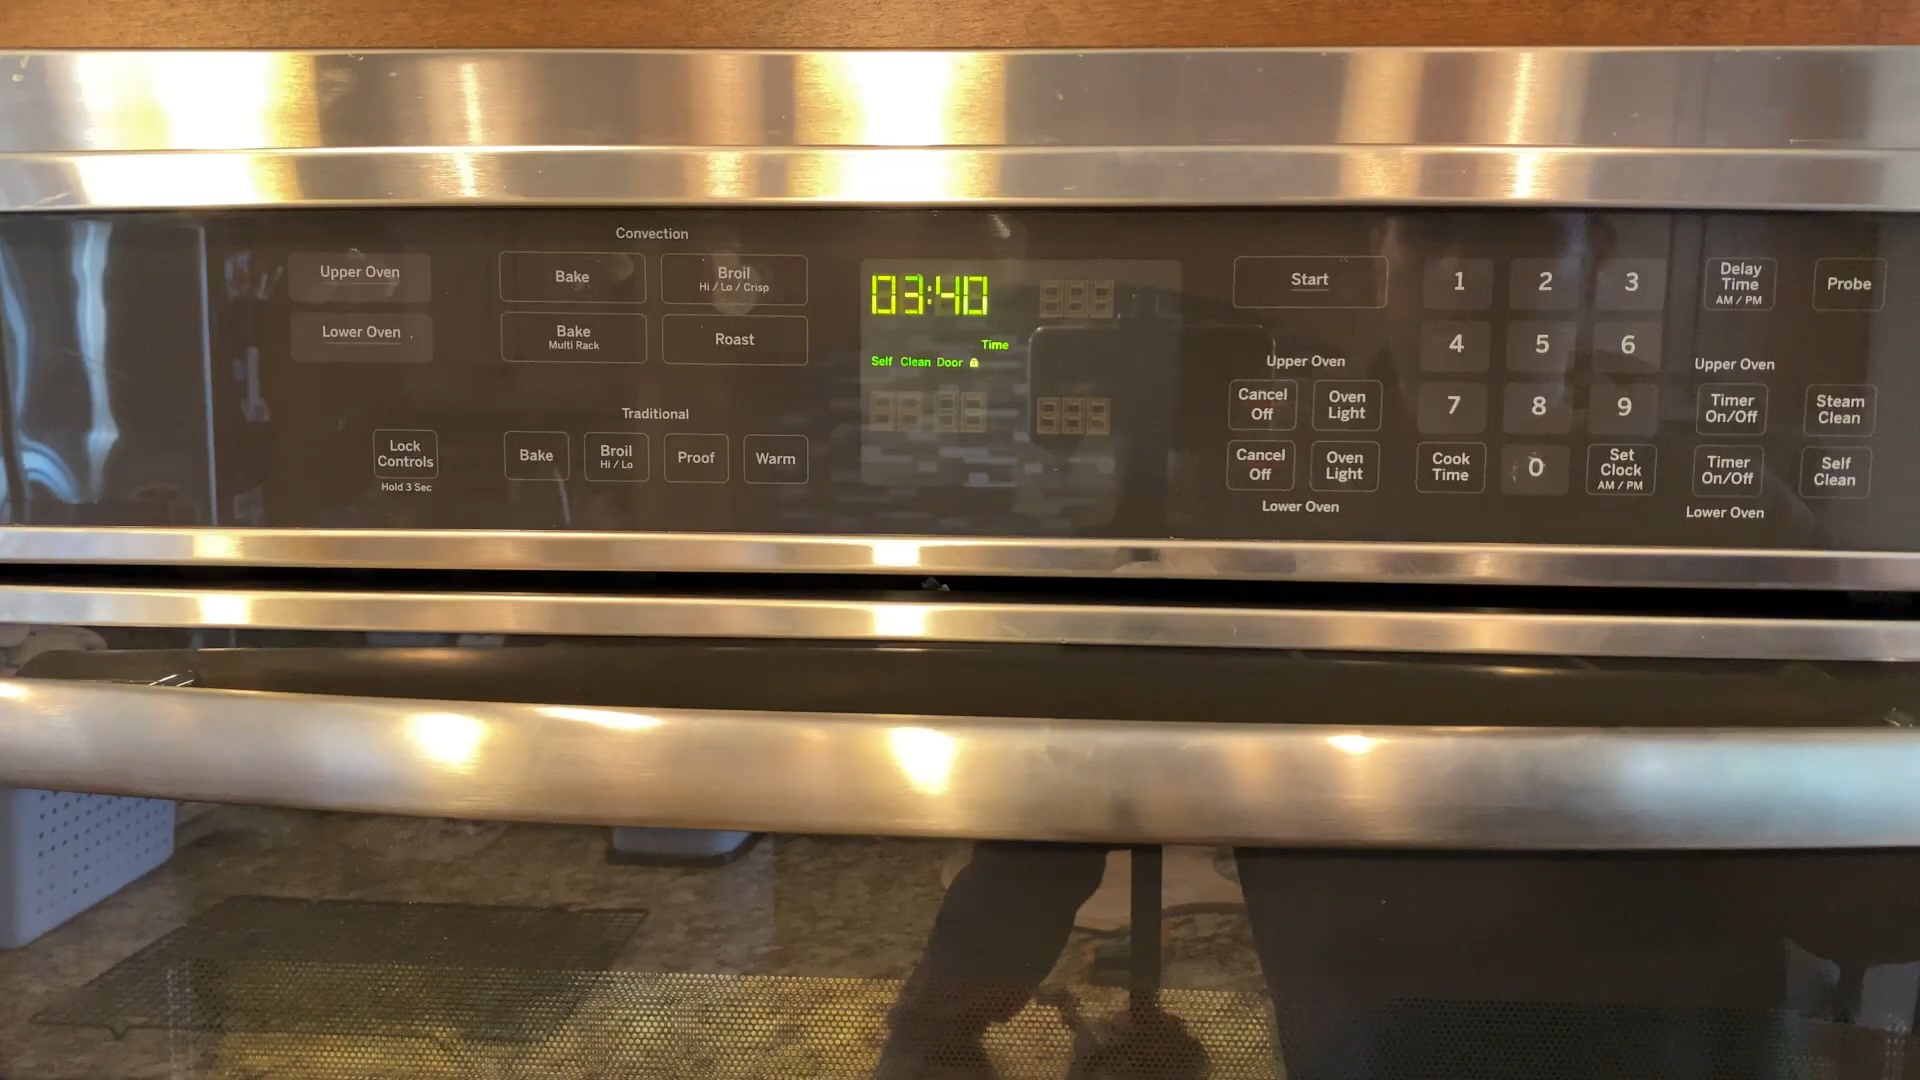 Convection
Upper Oven
Bake
Broil
Hi / Lo / Crisp
Lower Oven
Bake
Multi Rack
Roast
Traditional
Lock
Controls
Hold 3 Sec
Bake
Broil
Hi / Lo
Proof
Warm
03:40
Time
Self Clean Door
Start
Upper Oven
Cancel
Off
Oven
Light
Cancel
Off
Oven
Light
Lower Oven
1 2 3
4 5 6
7 8 9
Cook
Time
0
Set
Clock
AM / PM
Delay
Time
AM / PM
Probe
Upper Oven
Timer
On/Off
Steam
Clean
Timer
On/Off
Self
Clean
Lower Oven